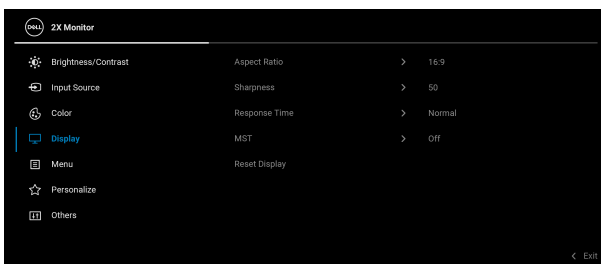 DELL 2X Monitor
Brightness/Contrast Aspect Ratio > 16:9
Input Source Sharpness > 50
Color Response Time > Normal
Display MST > Off
Menu Reset Display
Personalize
Others
< Exit